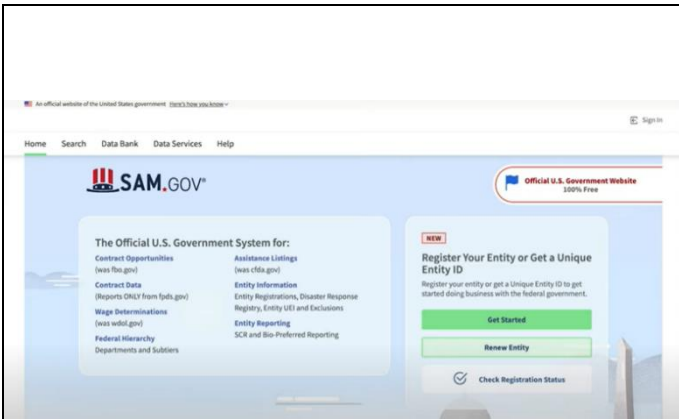 An official website of the United States government Here's how you know
Sign In
Home Search Data Bank Data Services Help
SAM.GOV®
Official U.S. Government Website
100% Free
The Official U.S. Government System for:
Contract Opportunities
(was fbo.gov)
Contract Data
(Reports ONLY from fpds.gov)
Wage Determinations
(was wdol.gov)
Federal Hierarchy
Departments and Subtiers
Assistance Listings
(was cfda.gov)
Entity Information
Entity Registrations, Disaster Response
Registry, Entity UEI and Exclusions
Entity Reporting
SCR and Bio-Preferred Reporting
NEW
Register Your Entity or Get a Unique
Entity ID
Register your entity or get a Unique Entity ID to get
started doing business with the federal government.
Get Started
Renew Entity
Check Registration Status